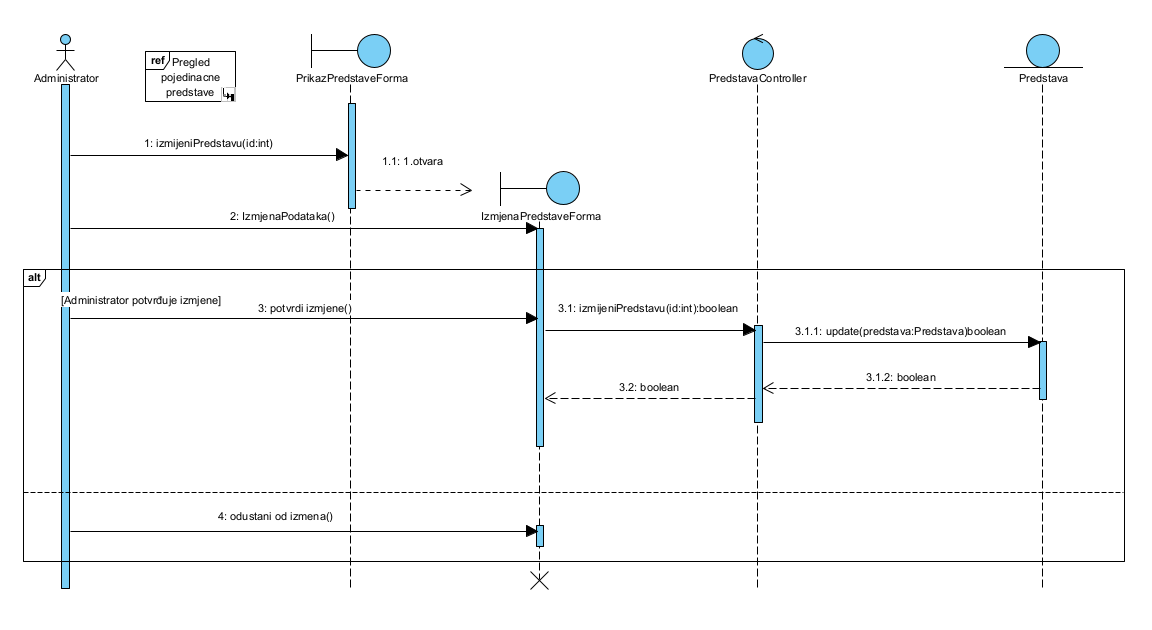 ref
Pregled
pojedinacne
predstave
Administrator
PrikazPredstaveForma
PredstavaController
Predstava
1: izmijeniPredstavu(id:int)
1.1: 1.otvara
IzmjenaPredstaveForma
2: IzmjenaPodataka()
alt
[Administrator potvrđuje izmjene]
3: potvrdi izmjene()
3.1: izmijeniPredstavu(id:int):boolean
3.1.1: update(predstava:Predstava)boolean
3.1.2: boolean
3.2: boolean
4: odustani od izmena()